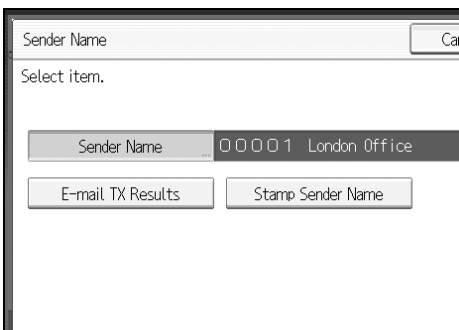 Sender Name
Select item.
Sender Name 00001 London Office
E-mail TX Results Stamp Sender Name